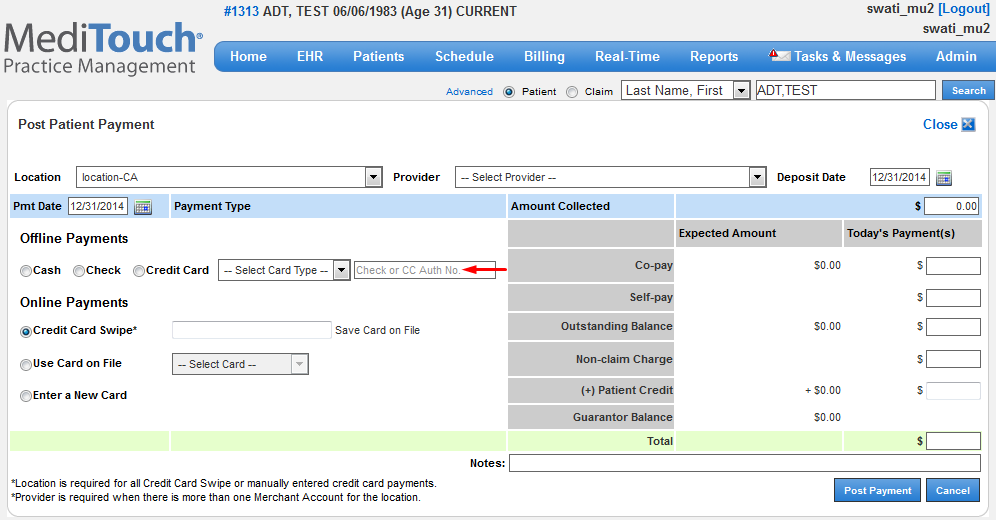 #1313 ADT, TEST 06/06/1983 (Age 31) CURRENT
swati_mu2 [Logout]
swati_mu2
MediTouch®
Practice Management
Home EHR Patients Schedule Billing Real-Time Reports Tasks & Messages Admin
Advanced Patient Claim Last Name, First ADT,TEST Search
Post Patient Payment Close
Location location-CA Provider -- Select Provider -- Deposit Date 12/31/2014
Pmt Date 12/31/2014 Payment Type Amount Collected $ 0.00
Expected Amount Today's Payment(s)
Offline Payments
Cash Check Credit Card -- Select Card Type -- Check or CC Auth No.
Co-pay $0.00 $
Online Payments
Self-pay $
Credit Card Swipe* Save Card on File
Outstanding Balance $0.00 $
Use Card on File -- Select Card --
Non-claim Charge $
Enter a New Card
(+) Patient Credit + $0.00 $
Guarantor Balance $0.00
Total $
Notes:
*Location is required for all Credit Card Swipe or manually entered credit card payments.
*Provider is required when there is more than one Merchant Account for the location.
Post Payment Cancel